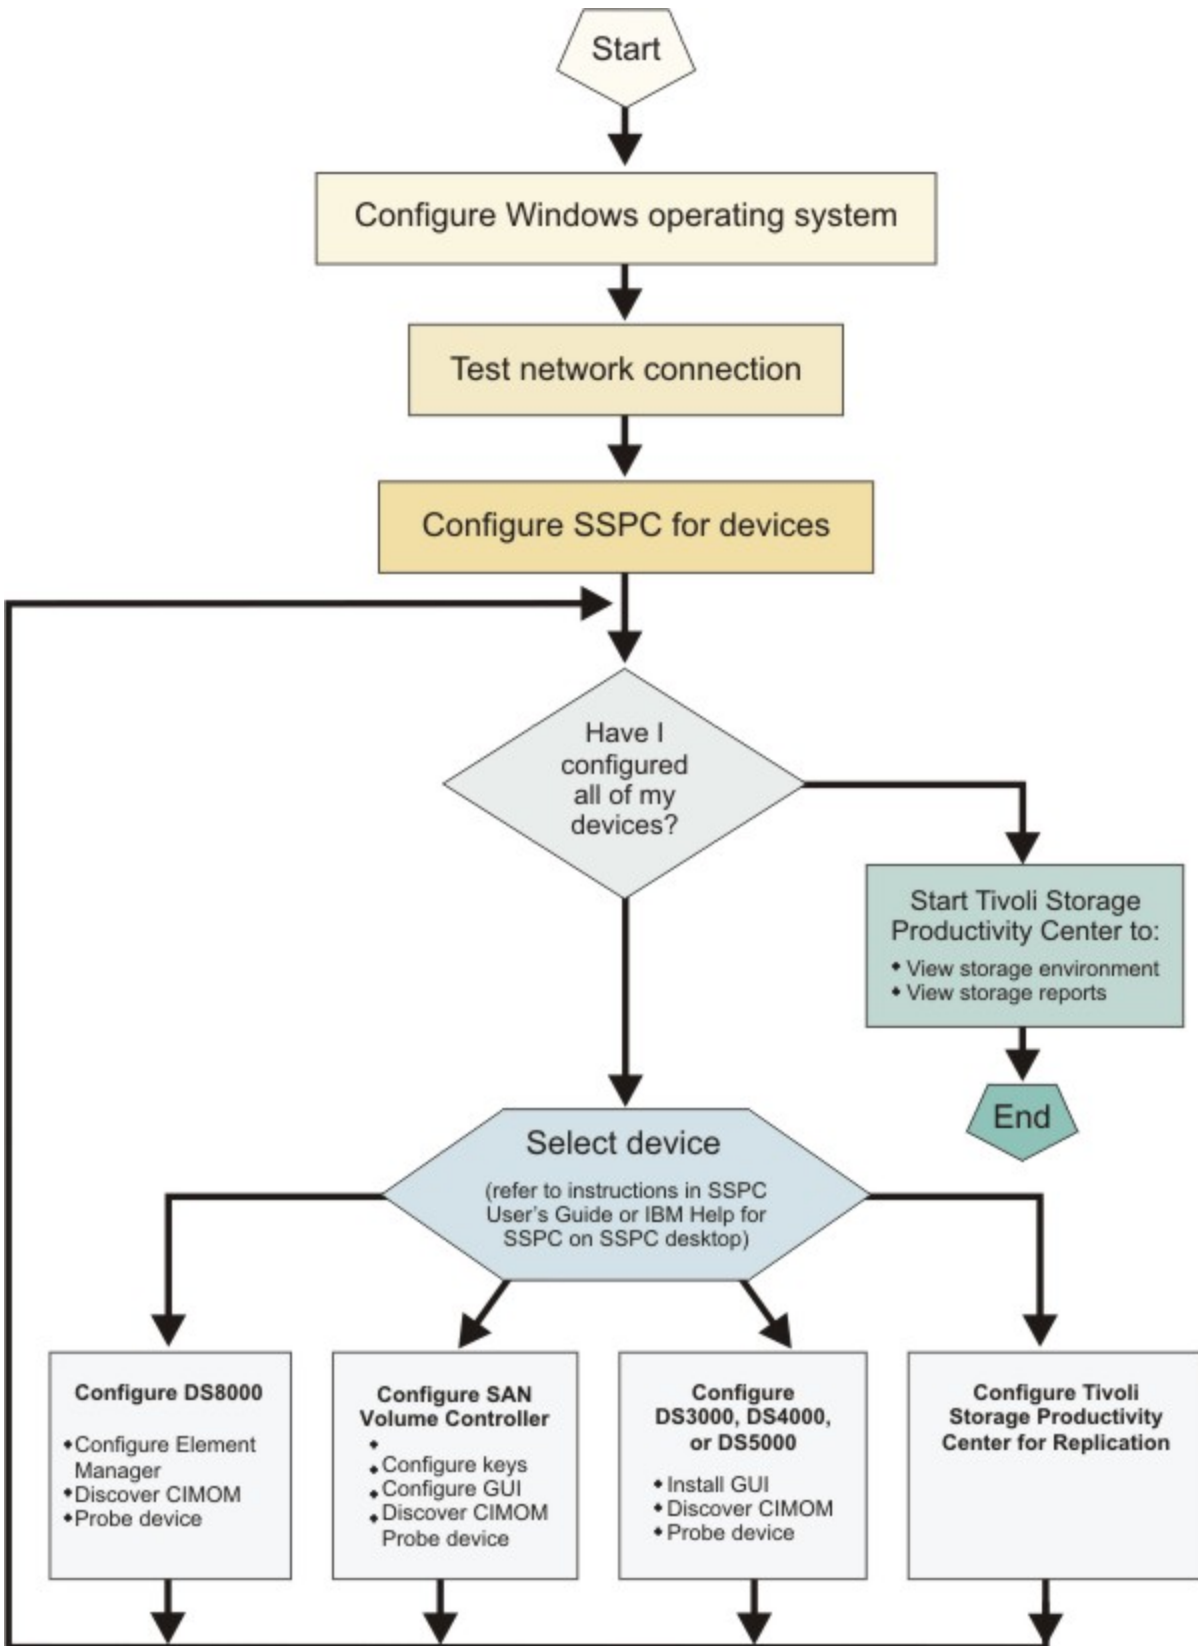 Start
Configure Windows operating system
Test network connection
Configure SSPC for devices
Have I
configured
all of my
devices?
Start Tivoli Storage
Productivity Center to:
◆ View storage environment
◆ View storage reports
End
Select device
(refer to instructions in SSPC
User's Guide or IBM Help for
SSPC on SSPC desktop)
Configure DS8000
◆ Configure Element
Manager
◆ Discover CIMOM
◆ Probe device
Configure SAN
Volume Controller
◆
◆ Configure keys
◆ Configure GUI
◆ Discover CIMOM
Probe device
Configure
DS3000, DS4000,
or DS5000
◆ Install GUI
◆ Discover CIMOM
◆ Probe device
Configure Tivoli
Storage Productivity
Center for Replication